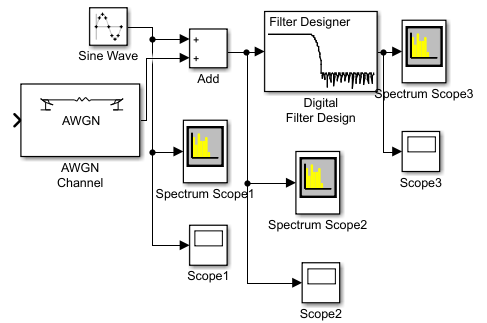 Filter Designer
Sine Wave
+
+
Add
Digital
Filter Design
Spectrum Scope3
AWGN
AWGN
Channel
Spectrum Scope1
Scope3
Spectrum Scope2
Scope1
Scope2